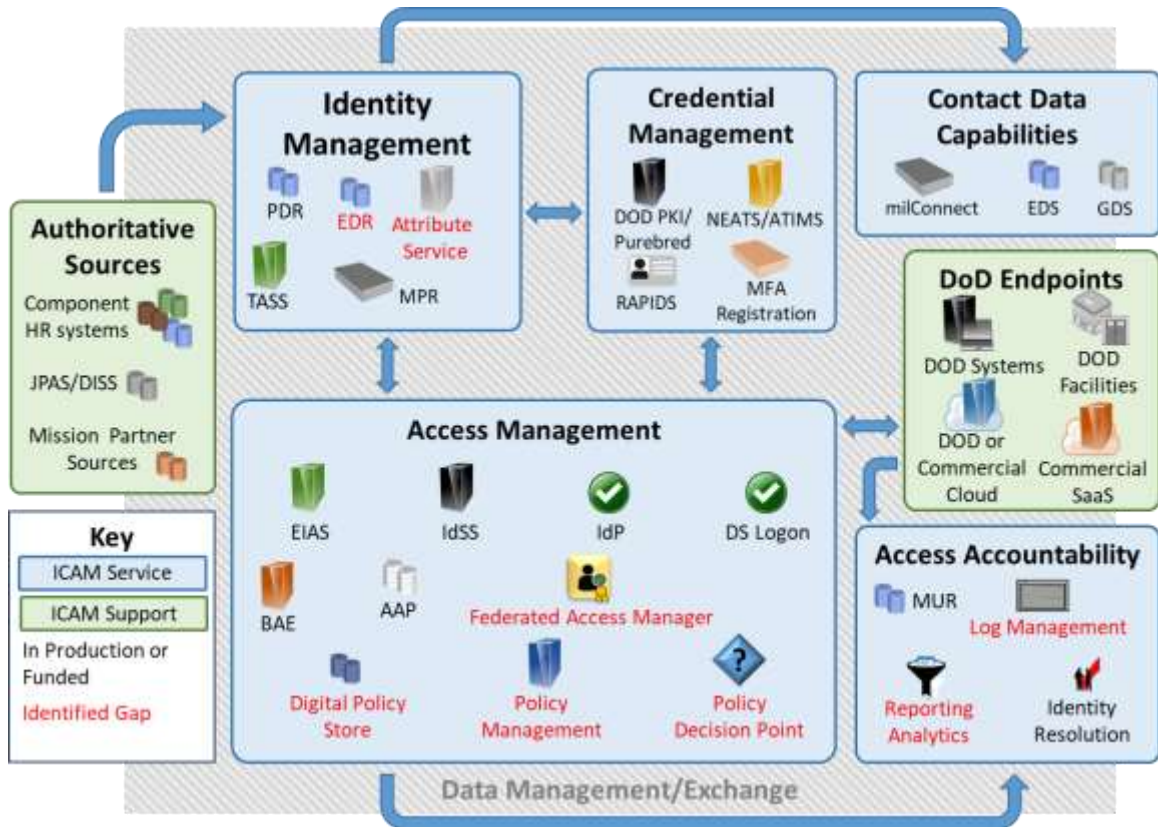 Identity
Management
PDR
EDR
Attribute
Service
TASS
MPR
Credential
Management
DOD PKI/
Purebred
NEATS/ATIMS
RAPIDS
MFA
Registration
Contact Data
Capabilities
milConnect
EDS
GDS
Authoritative
Sources
Component
HR systems
JPAS/DISS
Mission Partner
Sources
DoD Endpoints
DOD Systems
DOD
Facilities
DOD or
Commercial
Cloud
Commercial
SaaS
Access Management
EIAS
IdSS
IdP
DS Logon
BAE
AAP
Federated Access Manager
Digital Policy
Store
Policy
Management
?
Policy
Decision Point
Access Accountability
MUR
Log Management
Reporting
Analytics
Identity
Resolution
Key
ICAM Service
ICAM Support
In Production or
Funded
Identified Gap
Data Management/Exchange